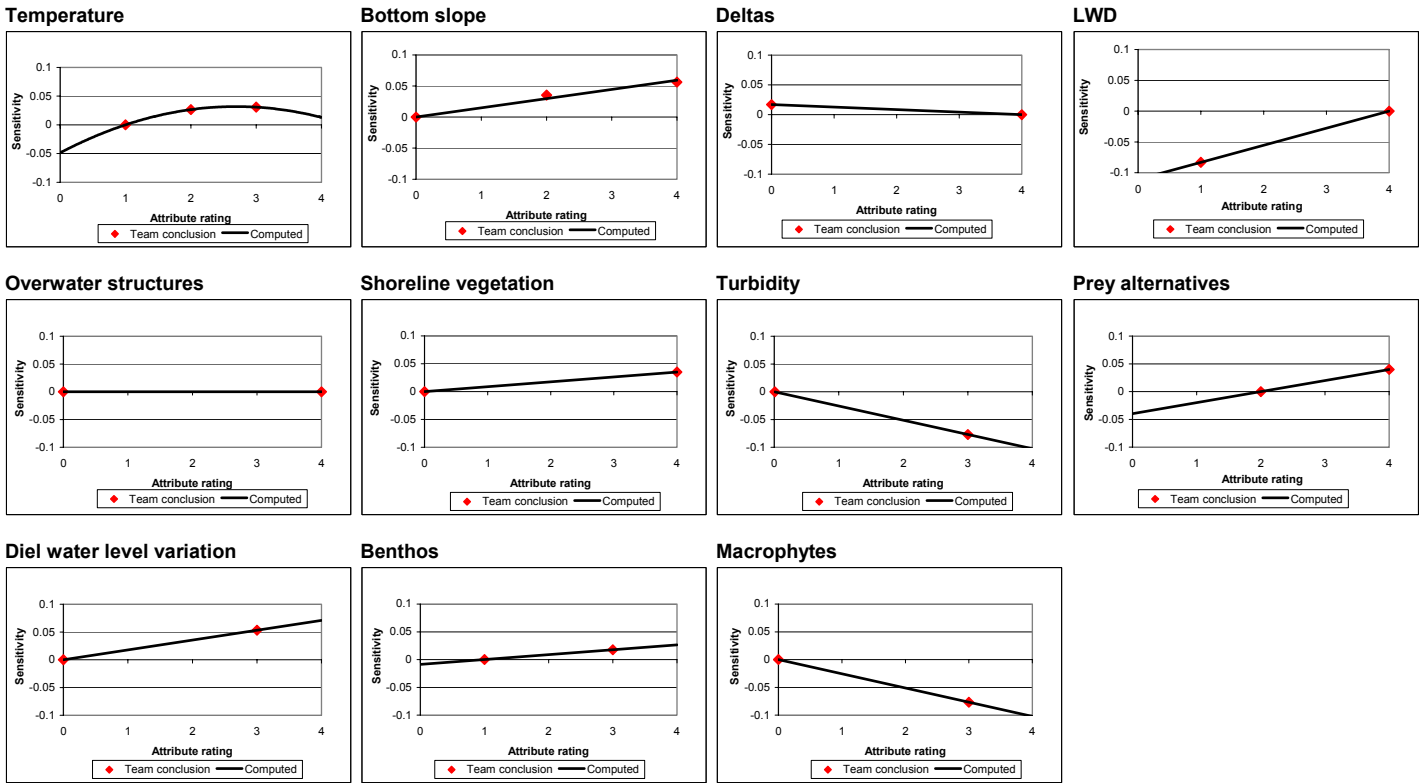 Temperature
Sensitivity
0.1
0.05
0
-0.05
-0.1
0 1 2 3 4
Attribute rating
Team conclusion Computed
Bottom slope
Sensitivity
0.1
0.05
0
-0.05
-0.1
0 1 2 3 4
Attribute rating
Team conclusion Computed
Deltas
Sensitivity
0.1
0.05
0
-0.05
-0.1
0 1 2 3 4
Attribute rating
Team conclusion Computed
LWD
Sensitivity
0.1
0.05
0
-0.05
-0.1
0 1 2 3 4
Attribute rating
Team conclusion Computed
Overwater structures
Sensitivity
0.1
0.05
0
-0.05
-0.1
0 1 2 3 4
Attribute rating
Team conclusion Computed
Shoreline vegetation
Sensitivity
0.1
0.05
0
-0.05
-0.1
0 1 2 3 4
Attribute rating
Team conclusion Computed
Turbidity
Sensitivity
0.1
0.05
0
-0.05
-0.1
0 1 2 3 4
Attribute rating
Team conclusion Computed
Prey alternatives
Sensitivity
0.1
0.05
0
-0.05
-0.1
0 1 2 3 4
Attribute rating
Team conclusion Computed
Diel water level variation
Sensitivity
0.1
0.05
0
-0.05
-0.1
0 1 2 3 4
Attribute rating
Team conclusion Computed
Benthos
Sensitivity
0.1
0.05
0
-0.05
-0.1
0 1 2 3 4
Attribute rating
Team conclusion Computed
Macrophytes
Sensitivity
0.1
0.05
0
-0.05
-0.1
0 1 2 3 4
Attribute rating
Team conclusion Computed